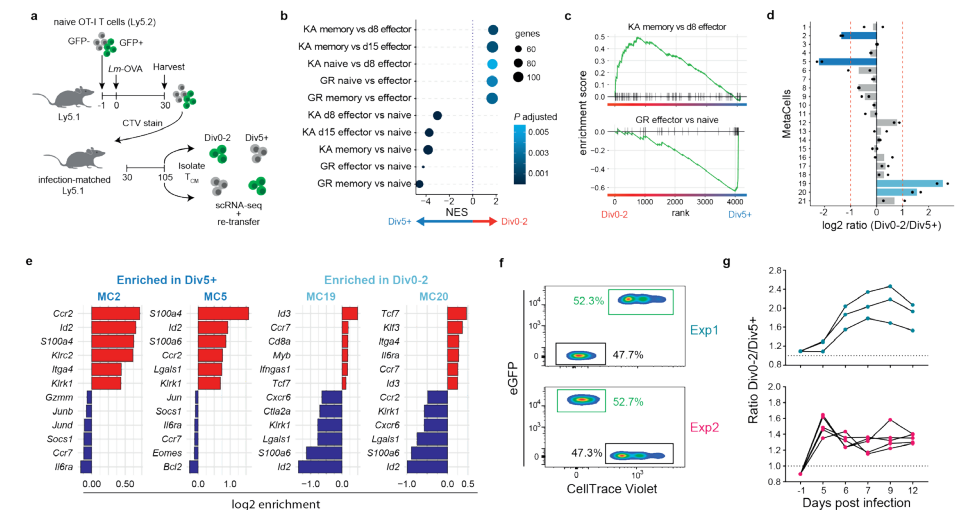 a
naive OT-I T cells (Ly5.2)
GFP-
GFP+
Lm-OVA
Harvest
-1
0
30
Ly5.1
CTV stain
Div0-2
Div5+
infection-matched
Ly5.1
30
105
Isolate
TCM
scRNA-seq
+
re-transfer
b
KA memory vs d8 effector
KA memory vs d15 effector
KA naive vs d8 effector
GR naive vs effector
GR memory vs effector
KA d8 effector vs naive
KA d15 effector vs naive
KA memory vs naive
GR effector vs naive
GR memory vs naive
-4
-2
0
2
NES
Div5+
Div0-2
genes
60
80
100
P adjusted
0.005
0.003
0.001
c
KA memory vs d8 effector
0.5
0.4
0.3
0.2
0.1
0.0
GR effector vs naive
0.0
-0.2
-0.4
-0.6
enrichment score
0
1000
2000
3000
4000
Div0-2
rank
Div5+
d
MetaCells
1
2
3
4
5
6
7
8
9
10
11
12
13
15
16
17
18
19
20
21
-2
-1
0
1
2
log2 ratio (Div0-2/Div5+)
e
Enriched in Div5+
MC2
MC5
Enriched in Div0-2
MC19
MC20
Ccr2
Id2
S100a4
Klrc2
Itga4
Klrk1
Gzmm
Junb
Jund
Socs1
Ccr7
Il6ra
0.00
0.50
S100a4
Id2
S100a6
Ccr2
Lgals1
Klrk1
Jun
Socs1
Il6ra
Ccr7
Eomes
Bcl2
0.0
1.0
Id3
Ccr7
Cd8a
Myb
Ifngas1
Tcf7
Cxcr6
Ctla2a
Klrk1
Lgals1
S100a6
Id2
-1.0
0.0
Tcf7
Klf3
Itga4
Il6ra
Ccr7
Id3
Ccr2
Klrk1
Cxcr6
Lgals1
S100a6
Id2
-1.0
-0.5
0.0
0.5
log2 enrichment
f
eGFP
10⁴
10³
0
52.3%
47.7%
Exp1
10⁴
10³
0
52.7%
47.3%
Exp2
0
10³
CellTrace Violet
g
Ratio Div0-2/Div5+
2.8
2.4
2.0
1.6
1.2
0.8
2.0
1.8
1.6
1.4
1.2
1.0
0.8
-1
5
6
7
9
12
Days post infection